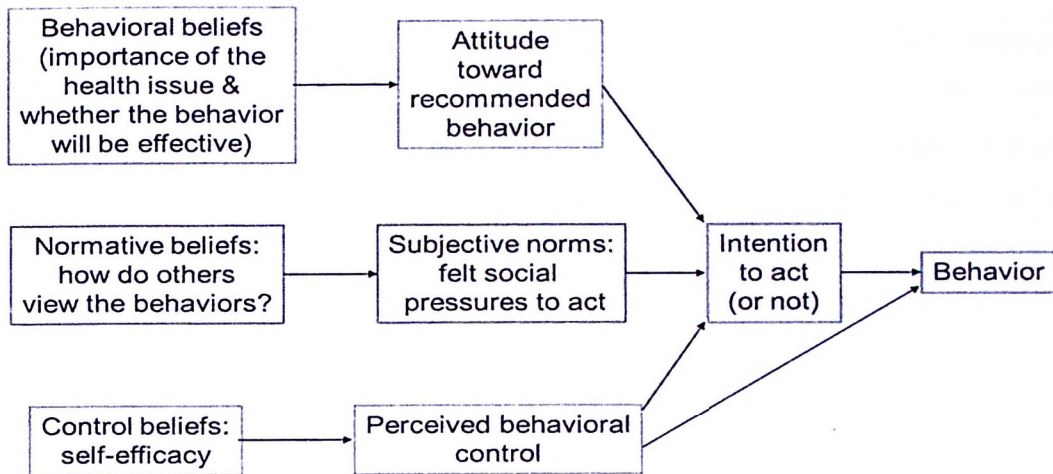 Behavioral beliefs
(importance of the
health issue &
whether the behavior
will be effective)
Attitude
toward
recommended
behavior
Normative beliefs:
how do others
view the behaviors?
Subjective norms:
felt social
pressures to act
Intention
to act
(or not)
Behavior
Control beliefs:
self-efficacy
Perceived behavioral
control